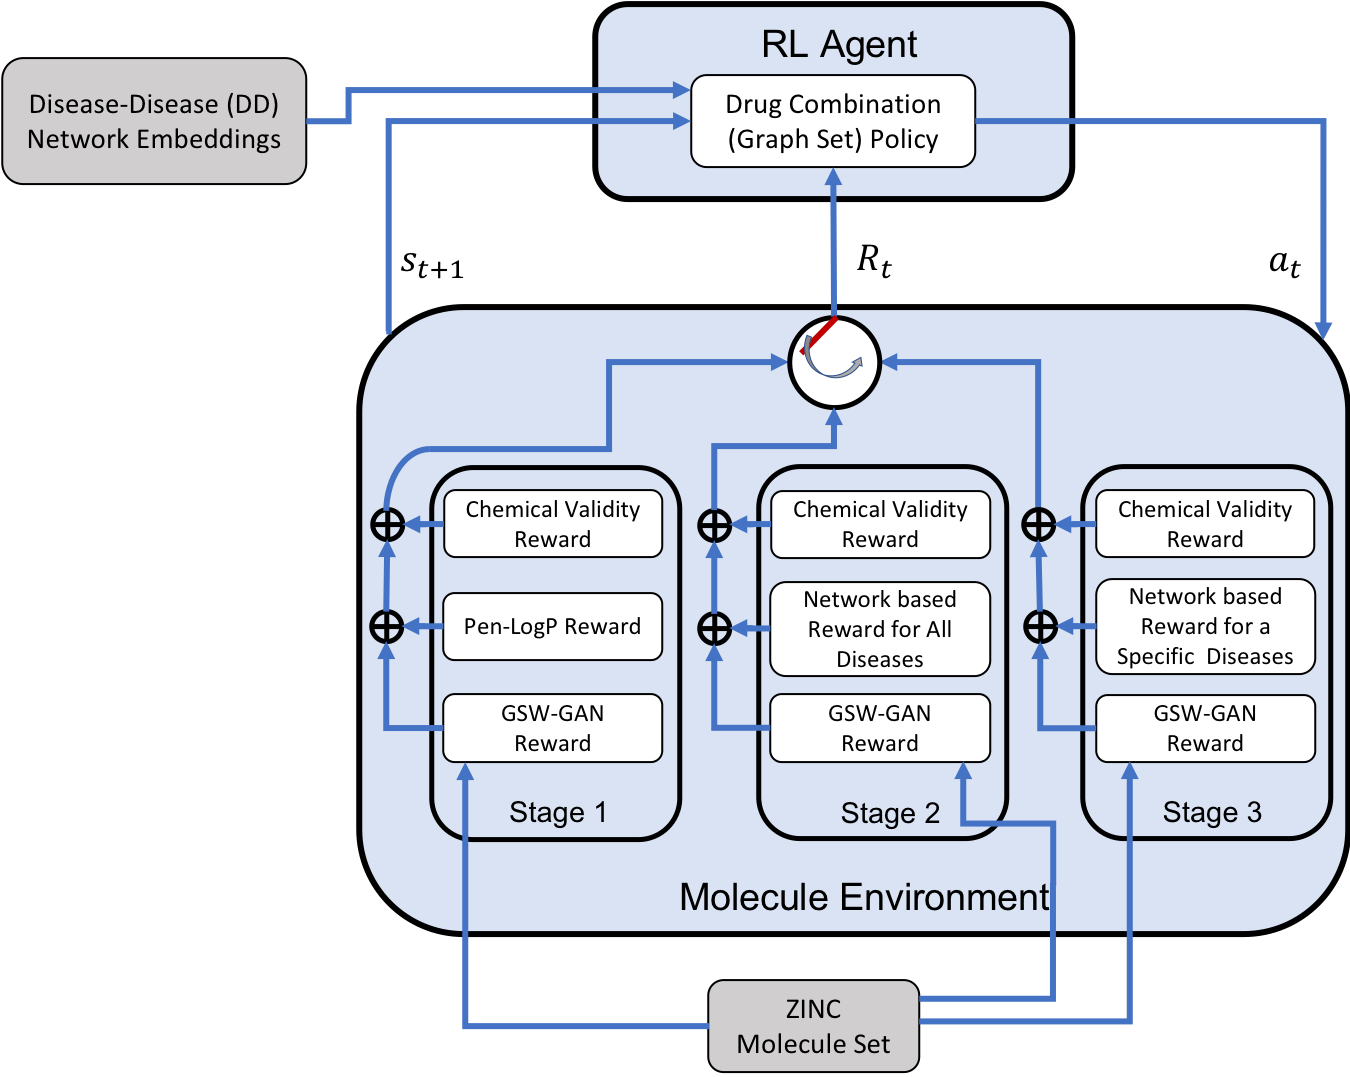 RL Agent
Disease-Disease (DD)
Network Embeddings
Drug Combination
(Graph Set) Policy
s_{t+1}
R_t
a_t
Chemical Validity
Reward
Pen-LogP Reward
GSW-GAN
Reward
Stage 1
Chemical Validity
Reward
Network based
Reward for All
Diseases
GSW-GAN
Reward
Stage 2
Chemical Validity
Reward
Network based
Reward for a
Specific Diseases
GSW-GAN
Reward
Stage 3
Molecule Environment
ZINC
Molecule Set